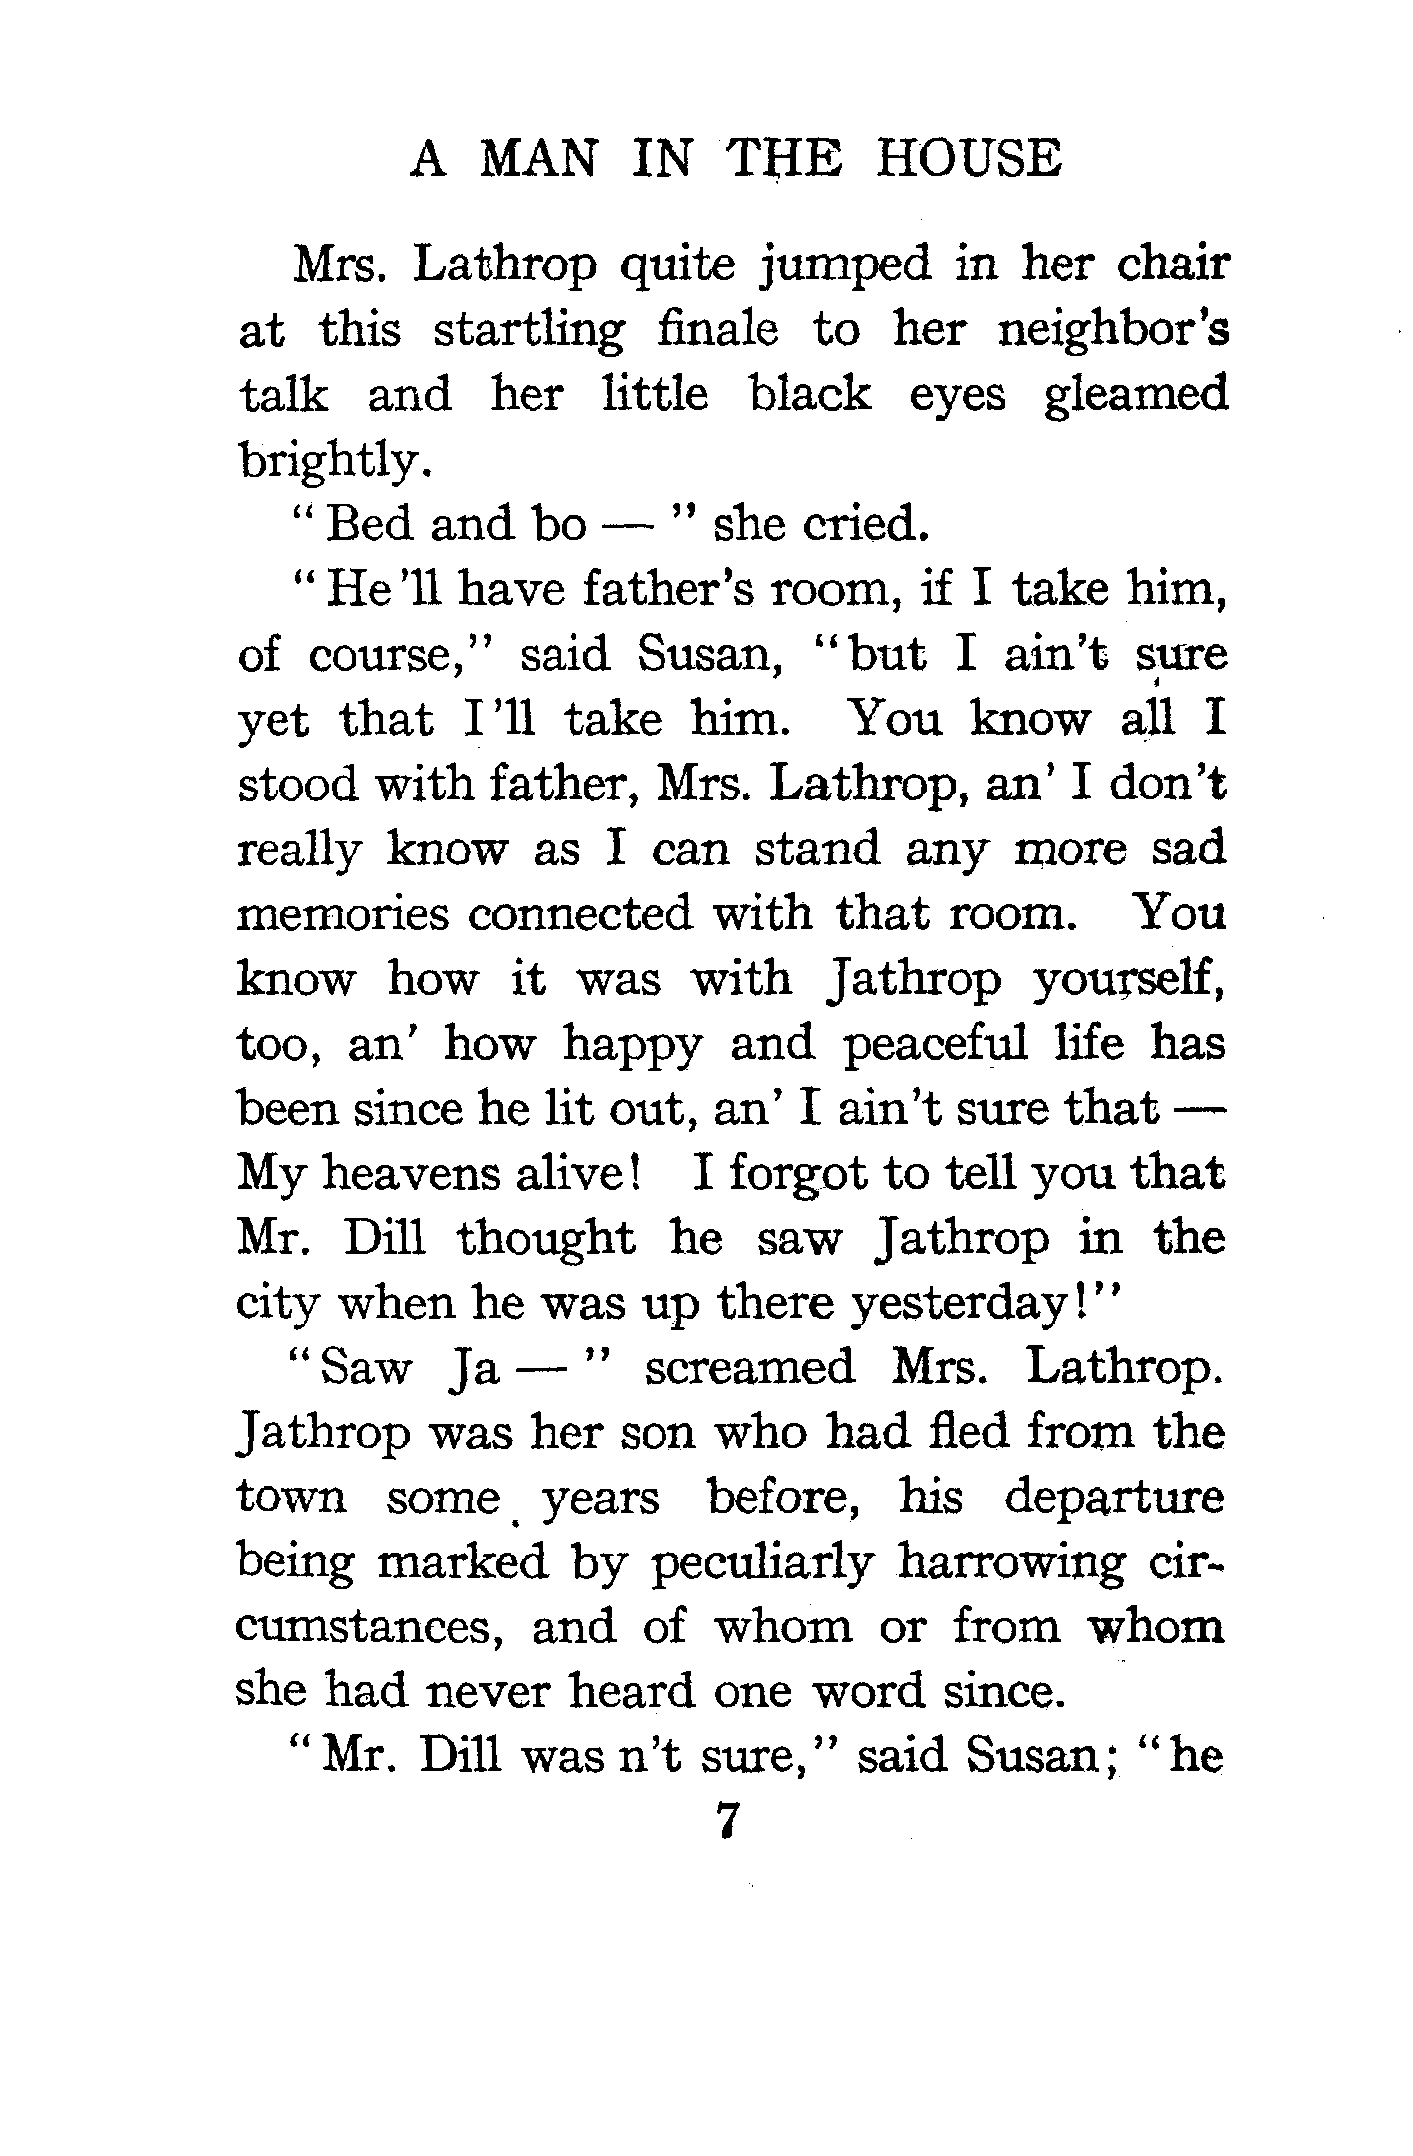 A MAN IN THE HOUSE
Mrs. Lathrop quite jumped in her chair
at this startling finale to her neighbor's
talk and her little black eyes gleamed
brightly.
"Bed and bo — " she cried.
"He 'll have father's room, if I take him,
of course," said Susan, "but I ain't sure
yet that I 'll take him. You know all I
stood with father, Mrs. Lathrop, an' I don't
really know as I can stand any more sad
memories connected with that room. You
know how it was with Jathrop yourself,
too, an' how happy and peaceful life has
been since he lit out, an' I ain't sure that —
My heavens alive! I forgot to tell you that
Mr. Dill thought he saw Jathrop in the
city when he was up there yesterday!"
"Saw Ja — " screamed Mrs. Lathrop.
Jathrop was her son who had fled from the
town some years before, his departure
being marked by peculiarly harrowing cir-
cumstances, and of whom or from whom
she had never heard one word since.
"Mr. Dill was n't sure," said Susan; "he
7